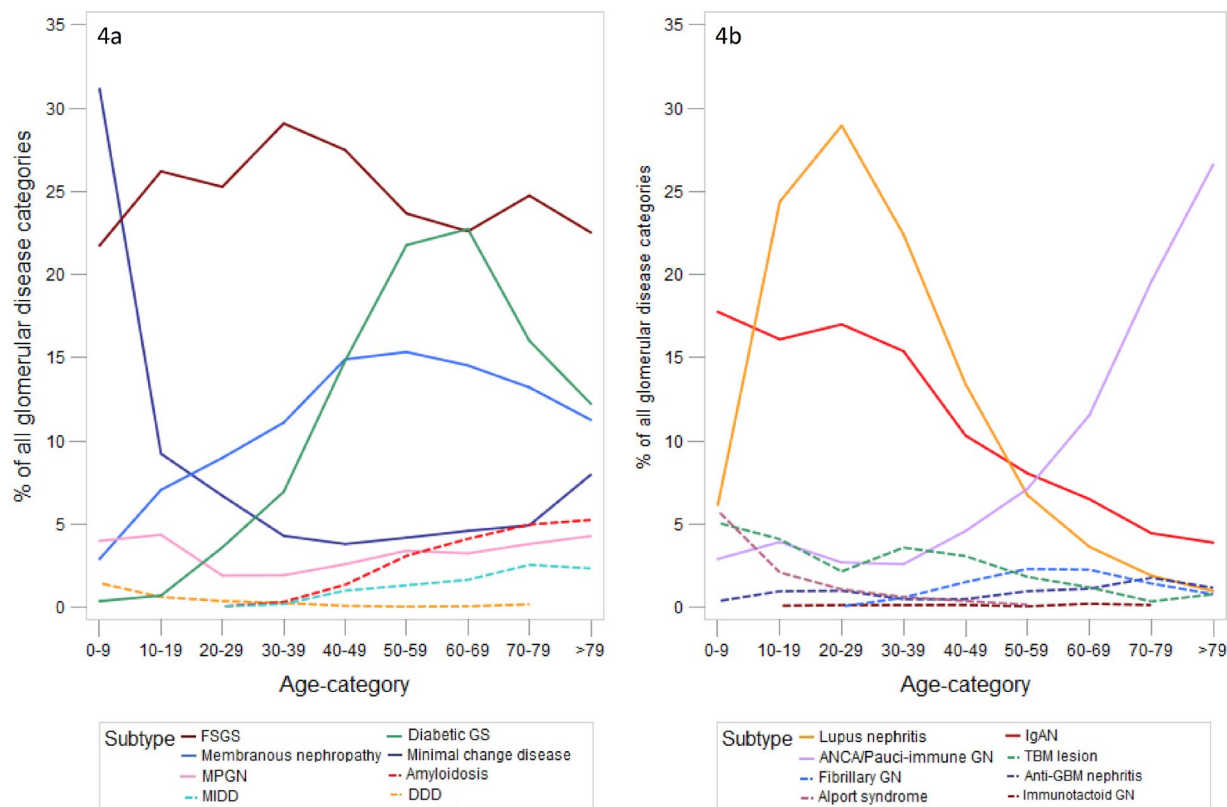 4a
% of all glomerular disease categories
35
30
25
20
15
10
5
0
0-9 10-19 20-29 30-39 40-49 50-59 60-69 70-79 >79
Age-category
Subtype
FSGS Diabetic GS
Membranous nephropathy Minimal change disease
MPGN Amyloidosis
MIDD DDD
4b
% of all glomerular disease categories
35
30
25
20
15
10
5
0
0-9 10-19 20-29 30-39 40-49 50-59 60-69 70-79 >79
Age-category
Subtype
Lupus nephritis IgAN
ANCA/Pauci-immune GN TBM lesion
Fibrillary GN Anti-GBM nephritis
Alport syndrome Immunotactoid GN